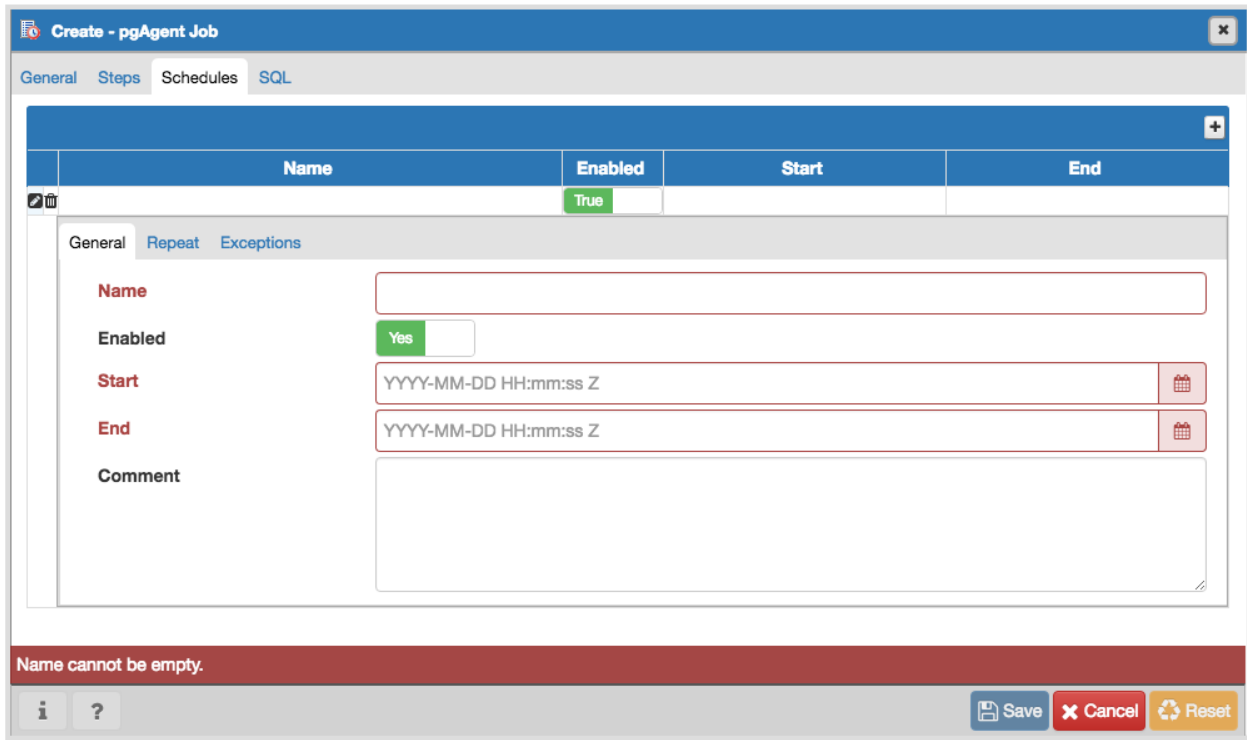 Create - pgAgent Job
General Steps Schedules SQL
Name Enabled Start End
True
General Repeat Exceptions
Name
Enabled Yes
Start YYYY-MM-DD HH:mm:ss Z
End YYYY-MM-DD HH:mm:ss Z
Comment
Name cannot be empty.
i ? Save Cancel Reset